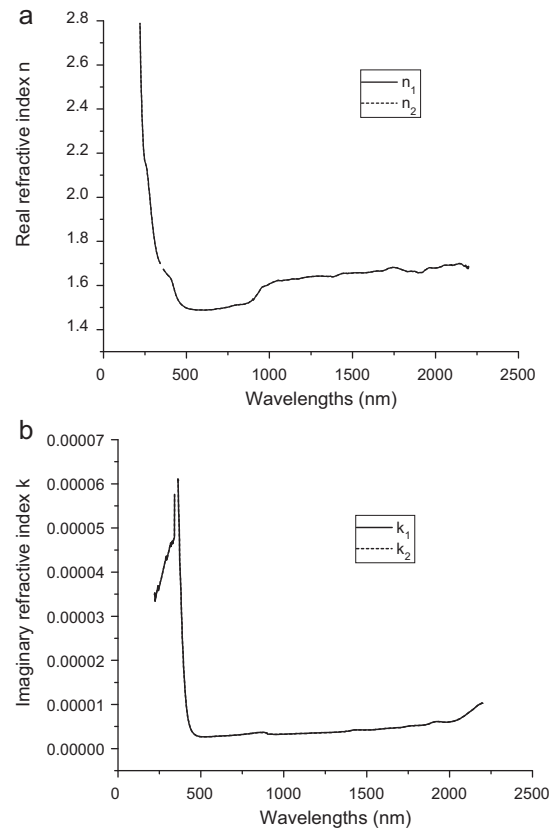 a
Real refractive index n
2.8
2.6
2.4
2.2
2.0
1.8
1.6
1.4
n1
n2
0 500 1000 1500 2000 2500
Wavelengths (nm)
b
Imaginary refractive index k
0.00007
0.00006
0.00005
0.00004
0.00003
0.00002
0.00001
0.00000
k1
k2
0 500 1000 1500 2000 2500
Wavelengths (nm)